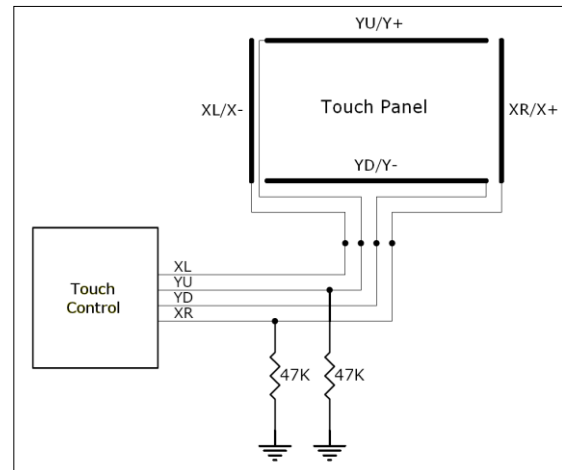 YU/Y+
XL/X-
Touch Panel
XR/X+
YD/Y-
Touch
Control
XL
YU
YD
XR
47K
47K